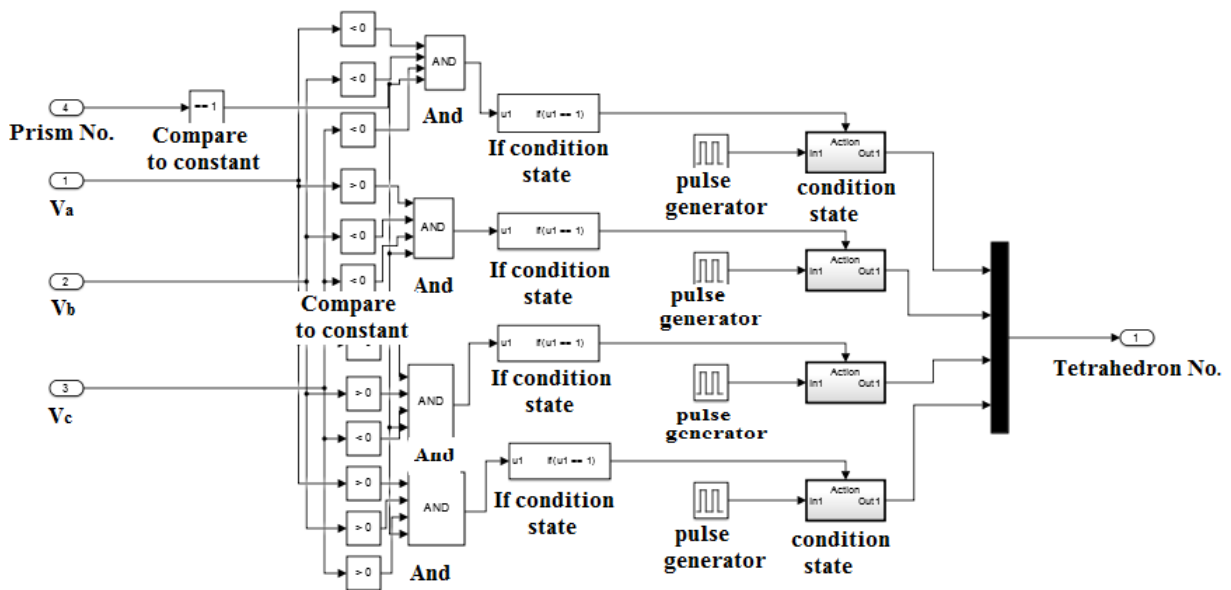 < 0
AND
< 0
4
== 1
Prism No.
Compare
to constant
< 0
And
u1 If(u1 == 1)
If condition
state
Action
In1 Out1
pulse
generator
condition
state
1
Va
> 0
< 0
AND
< 0
And
u1 If(u1 == 1)
If condition
state
Action
In1 Out1
pulse
generator
2
Vb
Compare
to constant
u1 If(u1 == 1)
If condition
state
1
Tetrahedron No.
3
Vc
> 0
AND
< 0
And
Action
In1 Out1
pulse
generator
u1 If(u1 == 1)
If condition
state
> 0
AND
> 0
> 0
And
Action
In1 Out1
pulse
generator
condition
state